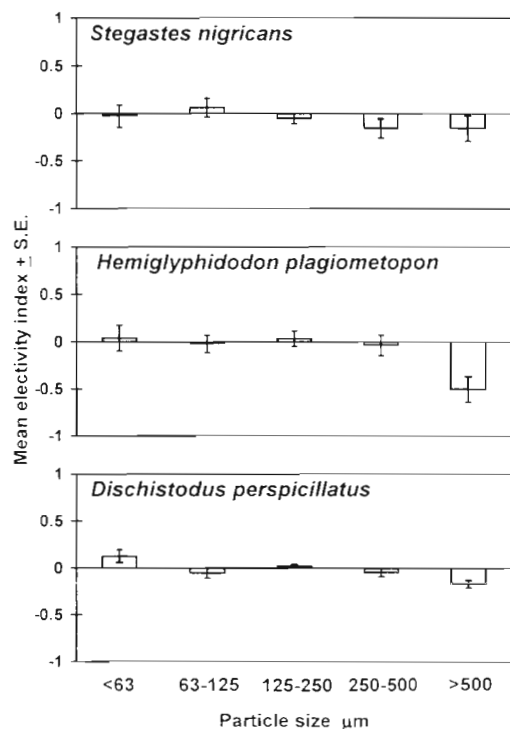 Stegastes nigricans
1
0.5
0
-0.5
-1
Hemiglyphidodon plagiometopon
1
0.5
0
-0.5
-1
Dischistodus perspicillatus
1
0.5
0
-0.5
-1
Mean electivity index ± S.E.
<63 63-125 125-250 250-500 >500
Particle size μm